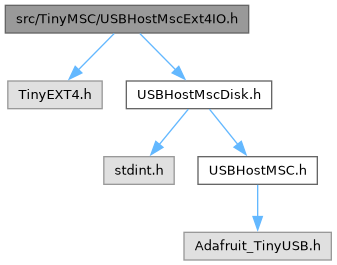 src/TinyMSC/USBHostMscExt4IO.h
TinyEXT4.h
USBHostMscDisk.h
stdint.h
USBHostMSC.h
Adafruit_TinyUSB.h